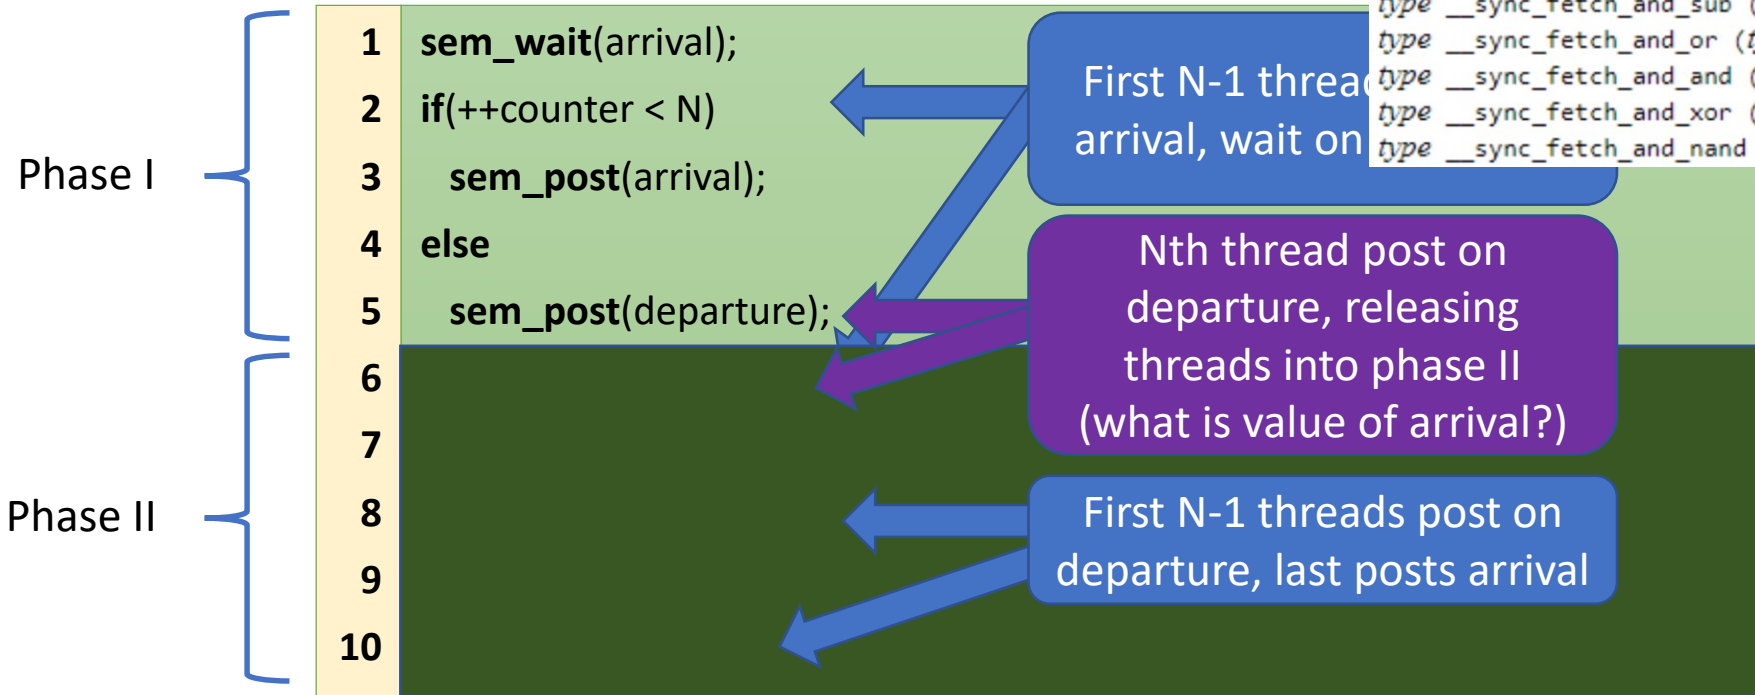 Phase I
Phase II
1 sem_wait(arrival);
2 if(++counter < N)
3 sem_post(arrival);
4 else
5 sem_post(departure);
6
7
8
9
10
First N-1
arrival, wait on
type __sync_fetch_and_sub (
type __sync_fetch_and_or (
type __sync_fetch_and_and (
type __sync_fetch_and_xor (
type __sync_fetch_and_nand
Nth thread post on
departure, releasing
threads into phase II
(what is value of arrival?)
First N-1 threads post on
departure, last posts arrival